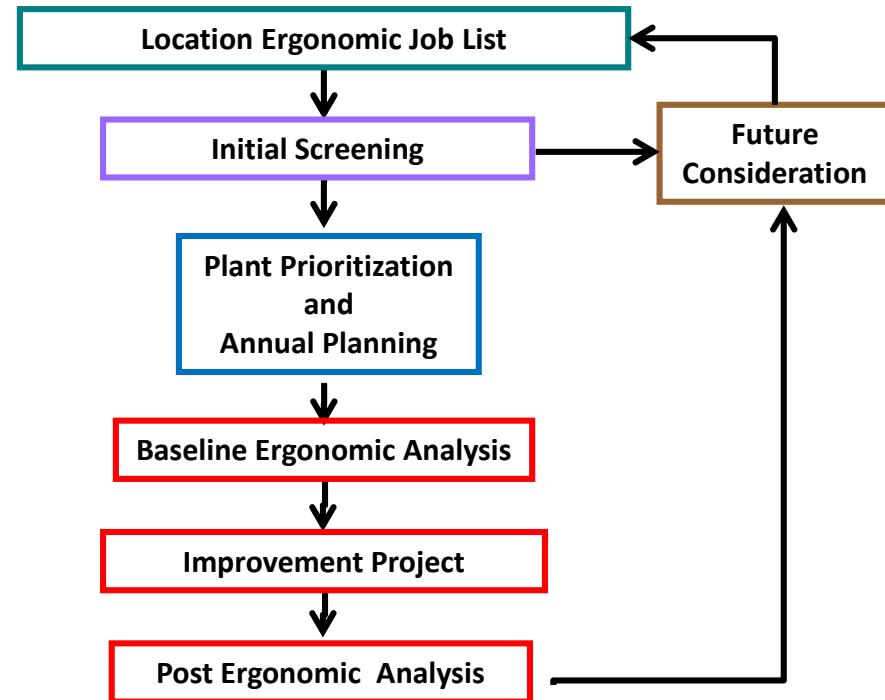 Location Ergonomic Job List
Initial Screening
Future
Consideration
Plant Prioritization
and
Annual Planning
Baseline Ergonomic Analysis
Improvement Project
Post Ergonomic  Analysis